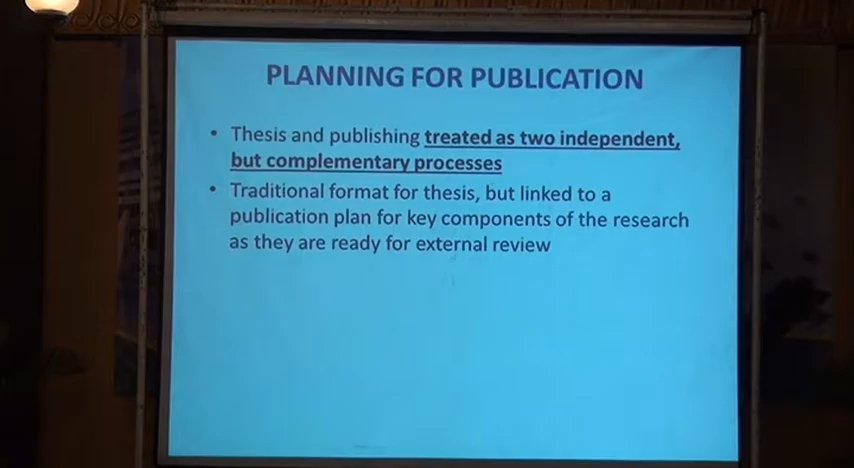 PLANNING FOR PUBLICATION
• Thesis and publishing treated as two independent,
but complementary processes
• Traditional format for thesis, but linked to a
publication plan for key components of the research
as they are ready for external review